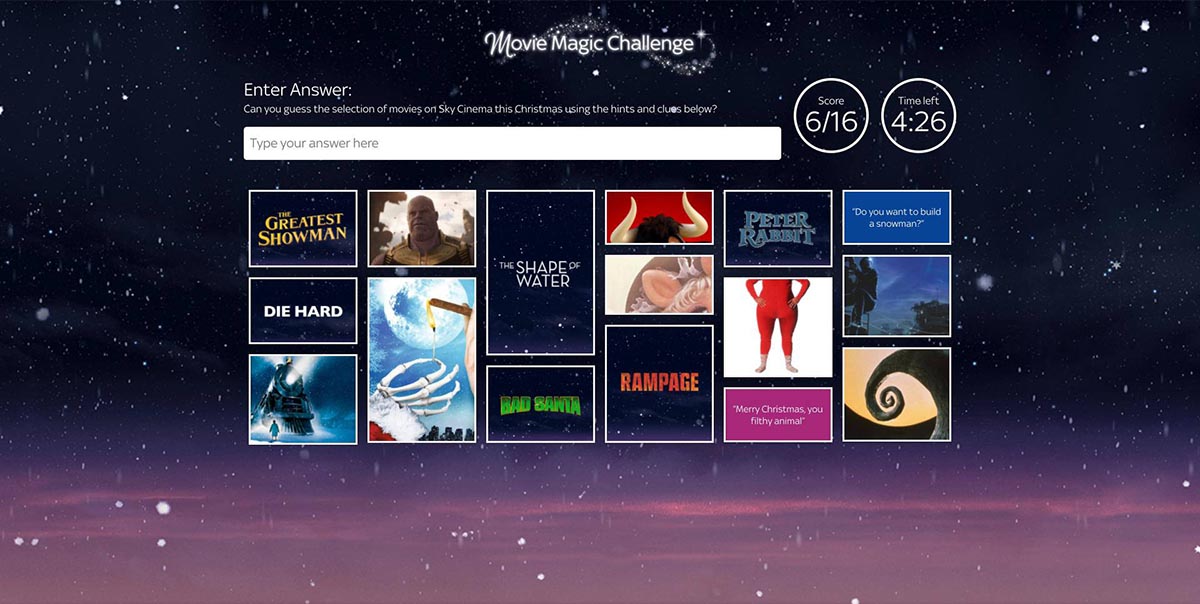 Movie Magic Challenge
Enter Answer:
Can you guess the selection of movies on Sky Cinema this Christmas using the hints and clues below?
Type your answer here
Score
6/16
Time left
4:26
THE
GREATEST
SHOWMAN
DIE HARD
THE SHAPE OF
WATER
BAD SANTA
RAMPAGE
PETER
RABBIT
"Merry Christmas, you
filthy animal"
"Do you want to build
a snowman?"